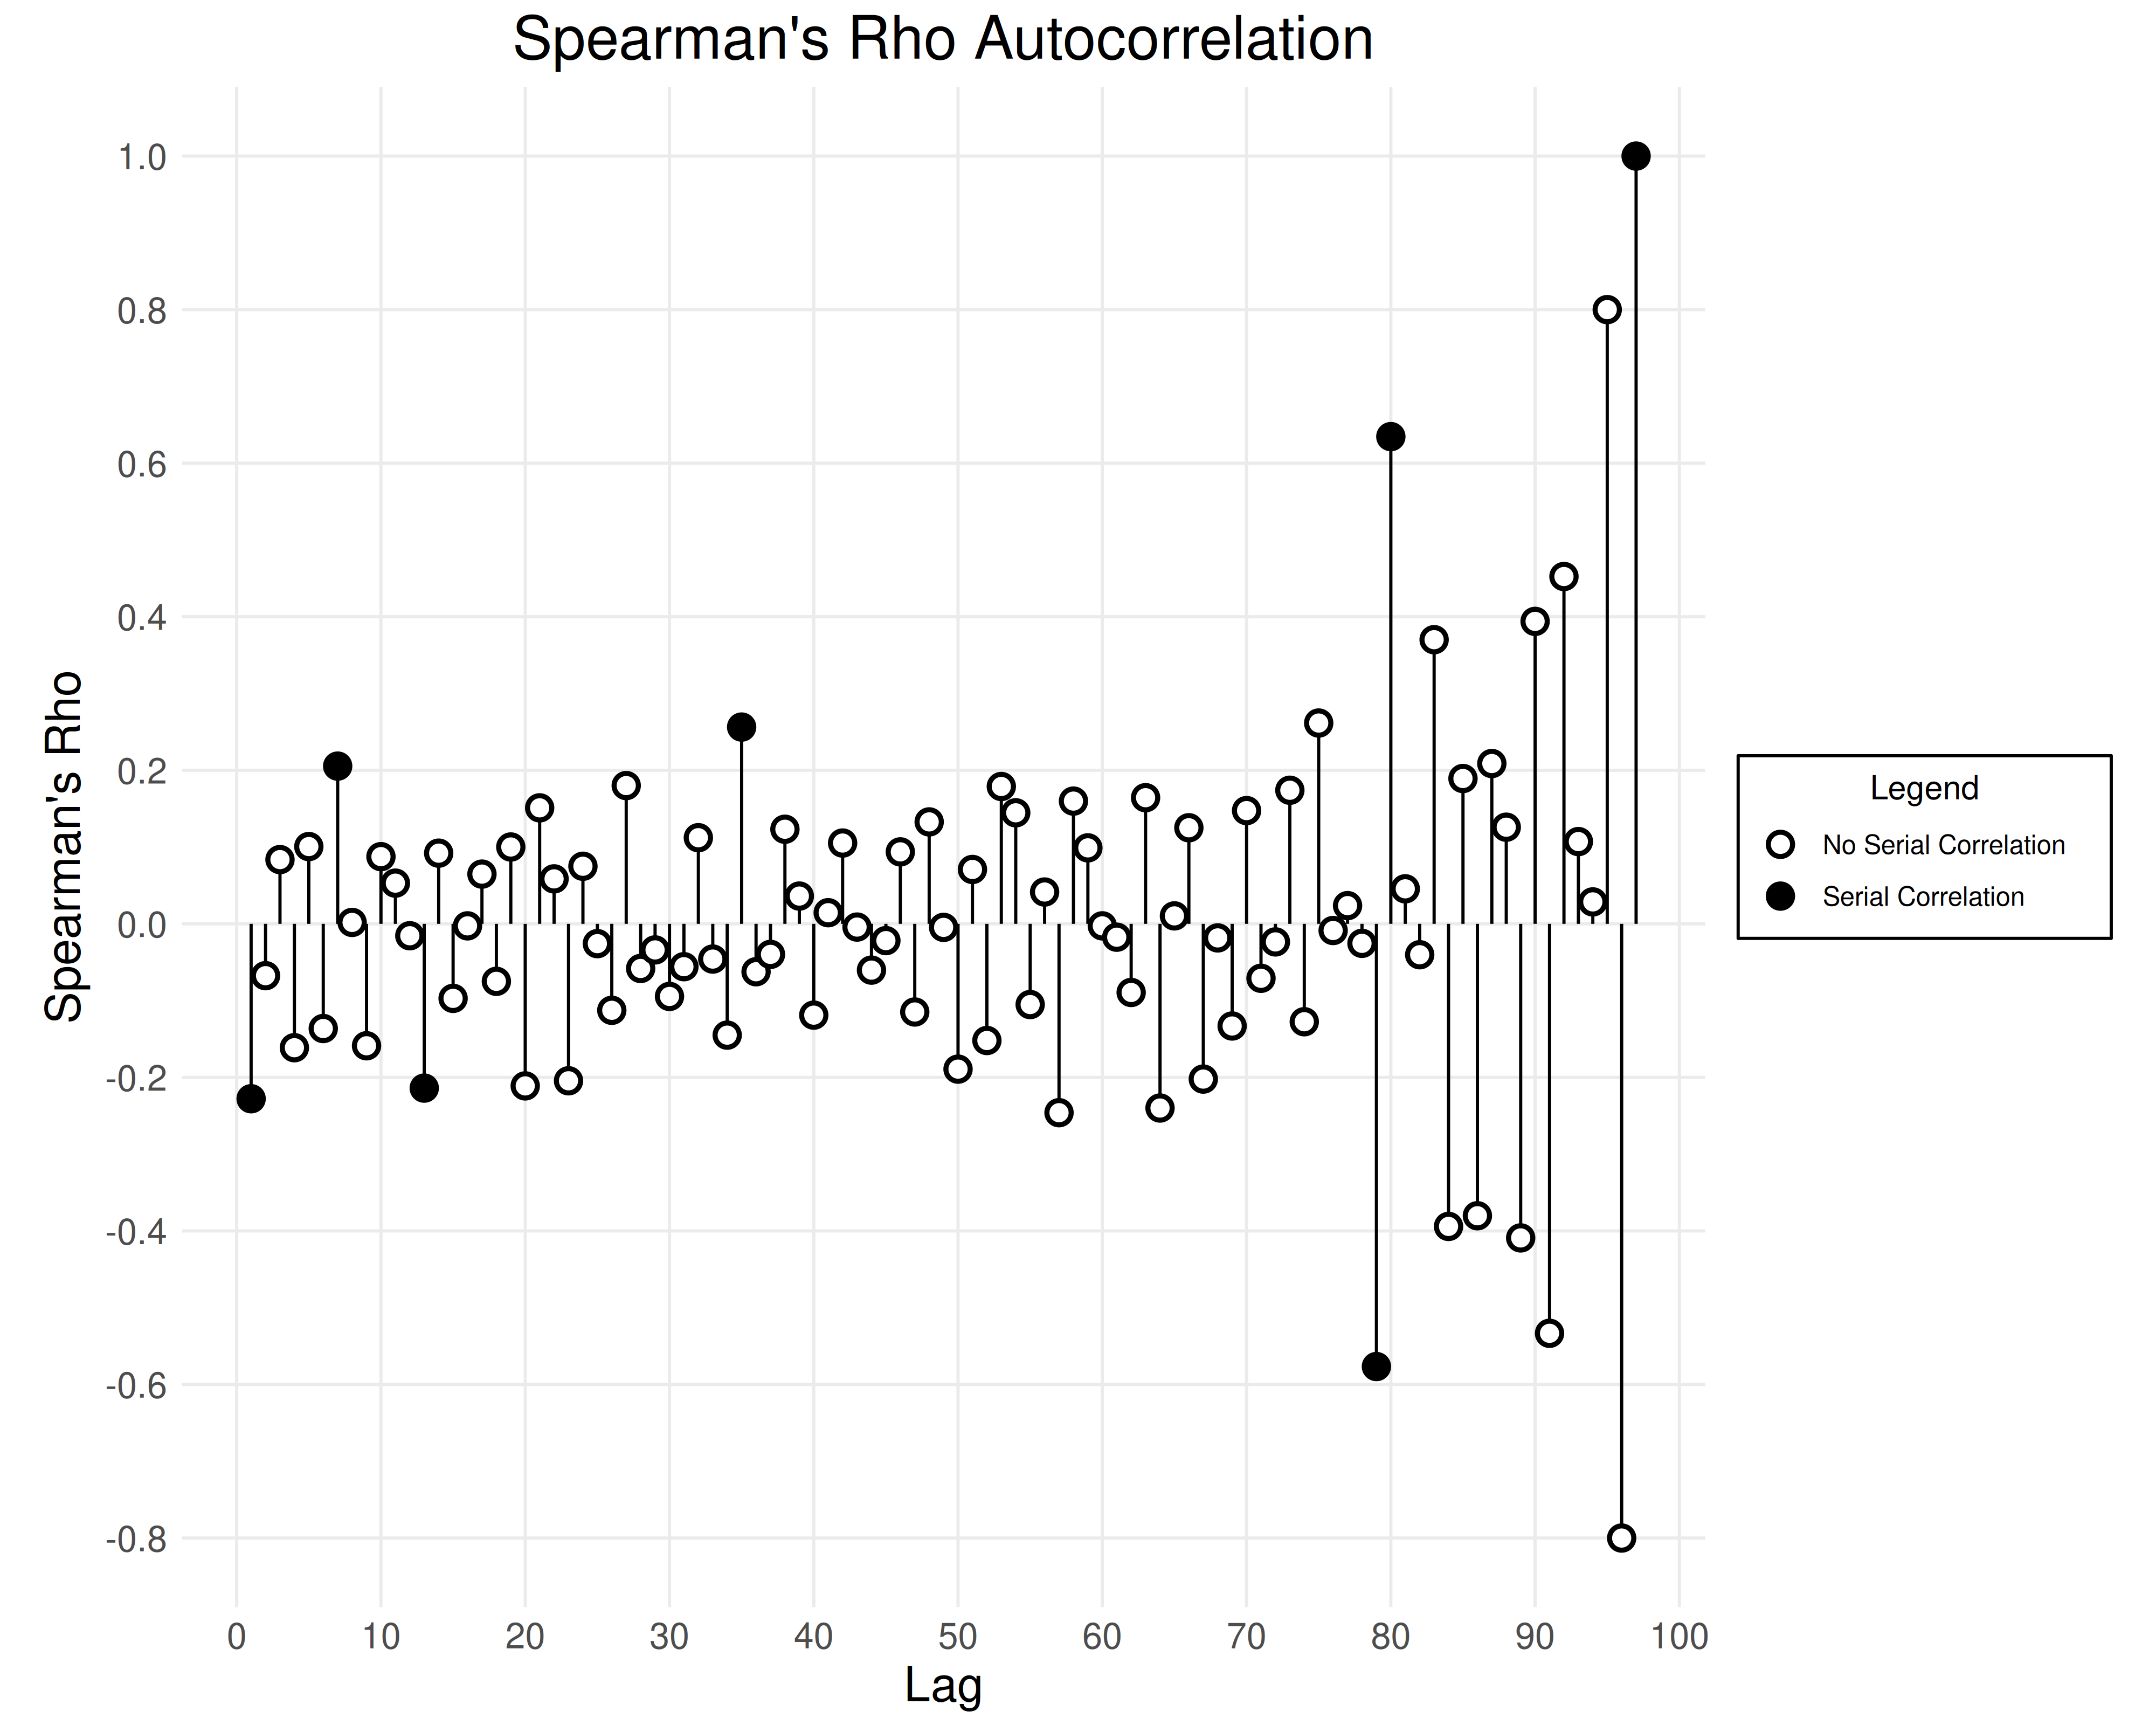 Spearman's Rho Autocorrelation
Spearman's Rho
1.0
0.8
0.6
0.4
0.2
0.0
-0.2
-0.4
-0.6
-0.8
0 10 20 30 40 50 60 70 80 90 100
Lag
Legend
No Serial Correlation
Serial Correlation